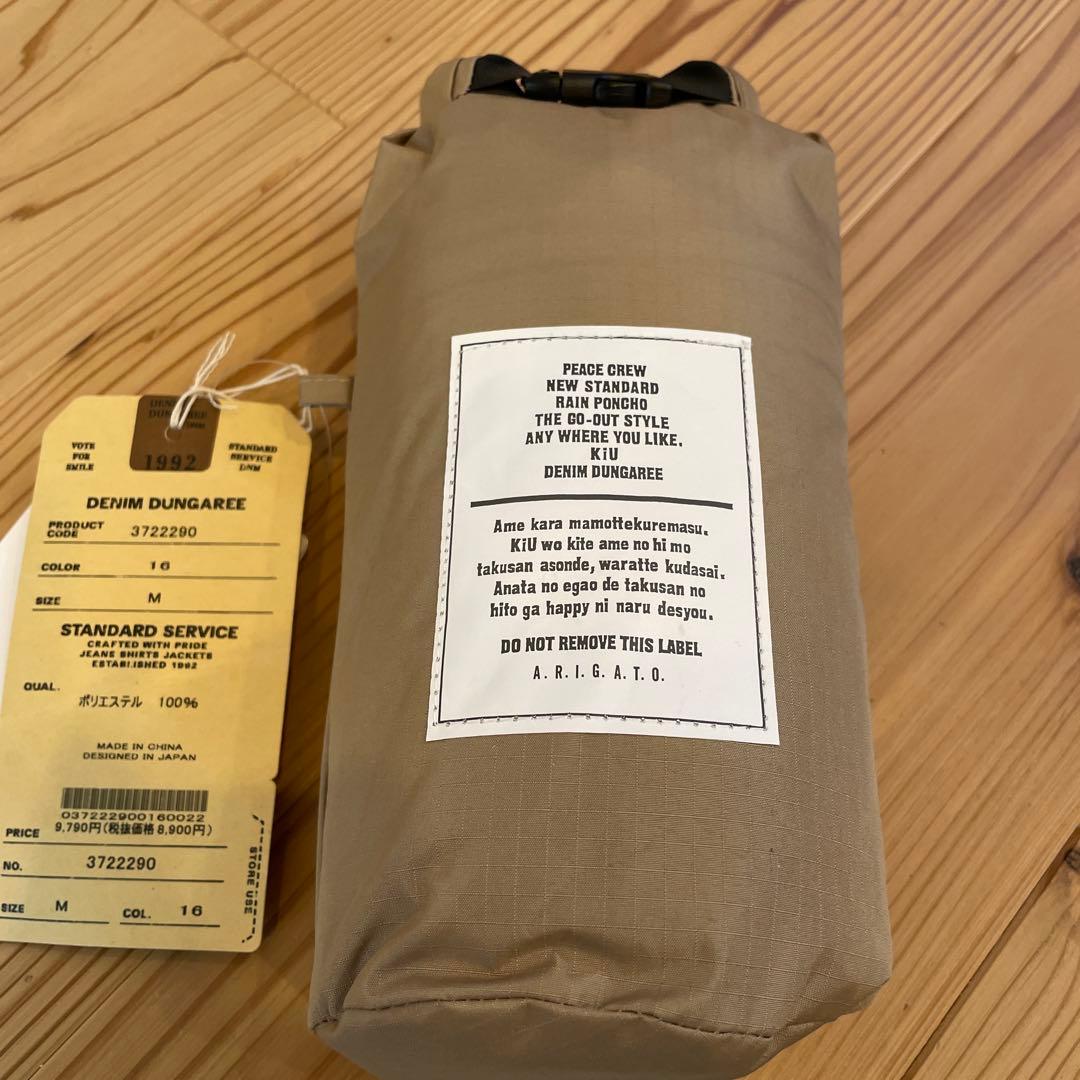 VOTE
FOR
SMILE
1992
STANDARD
SERVICE
DNM
DENIM DUNGAREE
PRODUCT
CODE 3722290
COLOR 16
SIZE M
STANDARD SERVICE
CRAFTED WITH PRIDE
JEANS SHIRTS JACKETS
ESTABLISHED 1992
QUAL.
ポリエステル 100%
MADE IN CHINA
DESIGNED IN JAPAN
037222900160022
PRICE 9,790円(税抜価格 8,900円)
NO. 3722290
SIZE M COL. 16
STORE USE
PEACE CREW
NEW STANDARD
RAIN PONCHO
THE GO-OUT STYLE
ANY WHERE YOU LIKE.
KiU
DENIM DUNGAREE
Ame kara mamottekuremasu.
KiU wo kite ame no hi mo
takusan asonde, waratte kudasai.
Anata no egao de takusan no
hito ga happy ni naru desyou.
DO NOT REMOVE THIS LABEL
A.R.I.G.A.T.O.